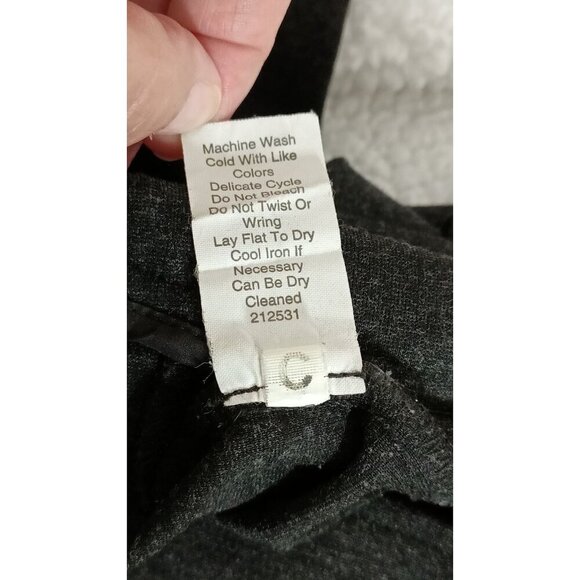 Machine Wash
Cold With Like
Colors
Delicate Cycle
Do Not Bleach
Do Not Twist Or
Wring
Lay Flat To Dry
Cool Iron If
Necessary
Can Be Dry
Cleaned
212531
C